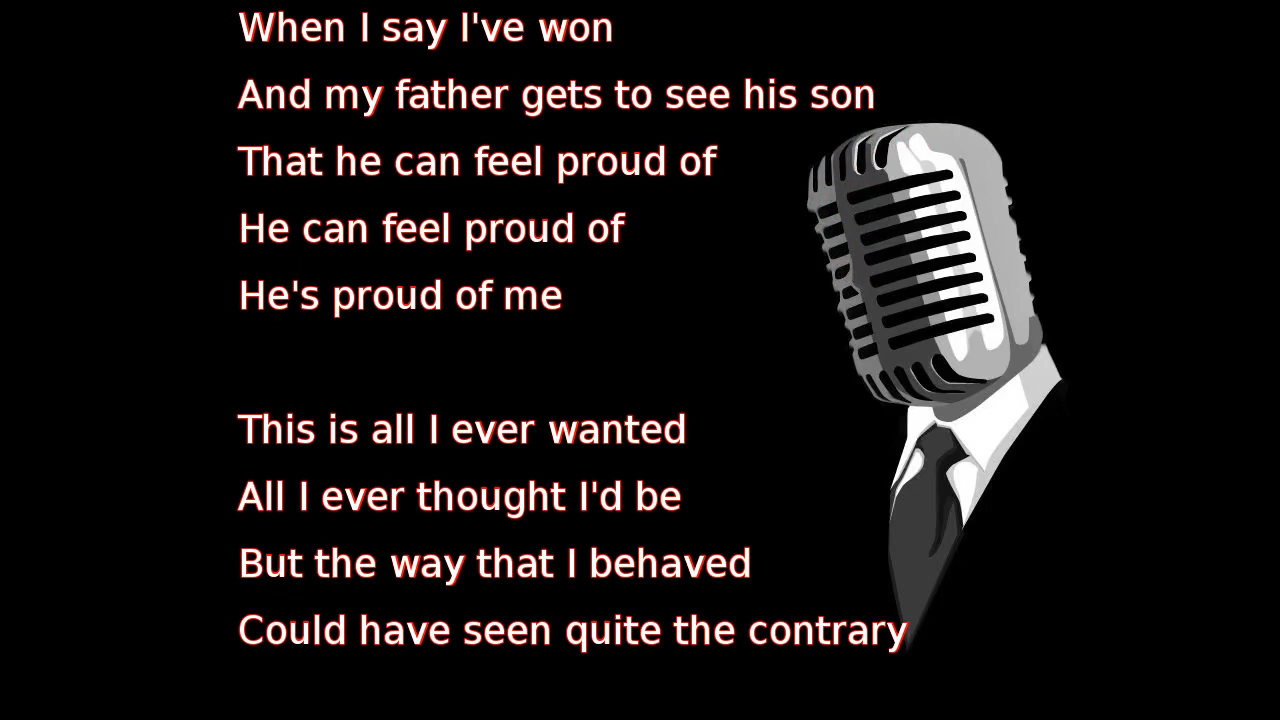 When I say I've won
And my father gets to see his son
That he can feel proud of
He can feel proud of
He's proud of me
This is all I ever wanted
All I ever thought I'd be
But the way that I behaved
Could have seen quite the contrary